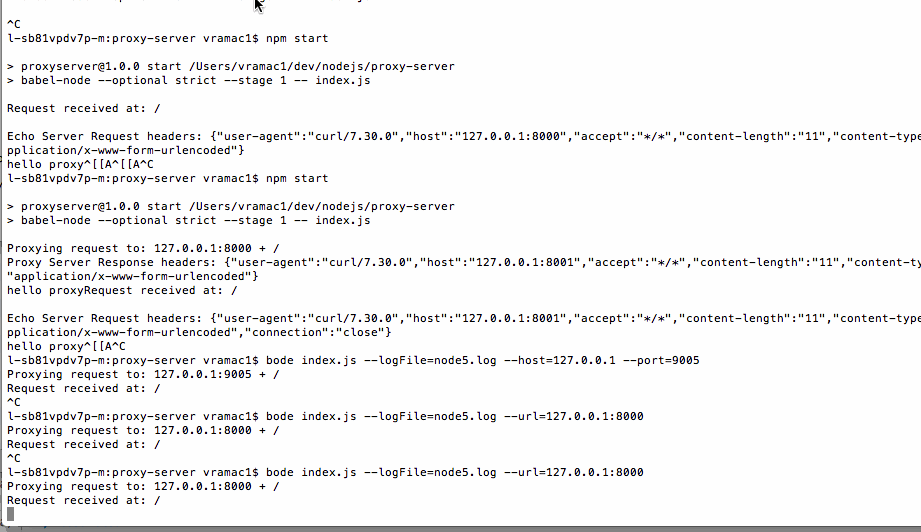 ^C
l-sb81vpdv7p-m:proxy-server vramac1$ npm start
> proxyserver@1.0.0 start /Users/vramac1/dev/nodejs/proxy-server
> babel-node --optional strict --stage 1 -- index.js
Request received at: /
Echo Server Request headers: {"user-agent":"curl/7.30.0","host":"127.0.0.1:8000","accept":"*/*","content-length":"11","content-type
pplication/x-www-form-urlencoded"}
hello proxy^[[A^[[A^C
l-sb81vpdv7p-m:proxy-server vramac1$ npm start
> proxyserver@1.0.0 start /Users/vramac1/dev/nodejs/proxy-server
> babel-node --optional strict --stage 1 -- index.js
Proxying request to: 127.0.0.1:8000 + /
Proxy Server Response headers: {"user-agent":"curl/7.30.0","host":"127.0.0.1:8001","accept":"*/*","content-length":"11","content-ty
"application/x-www-form-urlencoded"}
hello proxyRequest received at: /
Echo Server Request headers: {"user-agent":"curl/7.30.0","host":"127.0.0.1:8001","accept":"*/*","content-length":"11","content-type
pplication/x-www-form-urlencoded","connection":"close"}
hello proxy^[[A^C
l-sb81vpdv7p-m:proxy-server vramac1$ bode index.js --logFile=node5.log --host=127.0.0.1 --port=9005
Proxying request to: 127.0.0.1:9005 + /
Request received at: /
^C
l-sb81vpdv7p-m:proxy-server vramac1$ bode index.js --logFile=node5.log --url=127.0.0.1:8000
Proxying request to: 127.0.0.1:8000 + /
Request received at: /
^C
l-sb81vpdv7p-m:proxy-server vramac1$ bode index.js --logFile=node5.log --url=127.0.0.1:8000
Proxying request to: 127.0.0.1:8000 + /
Request received at: /